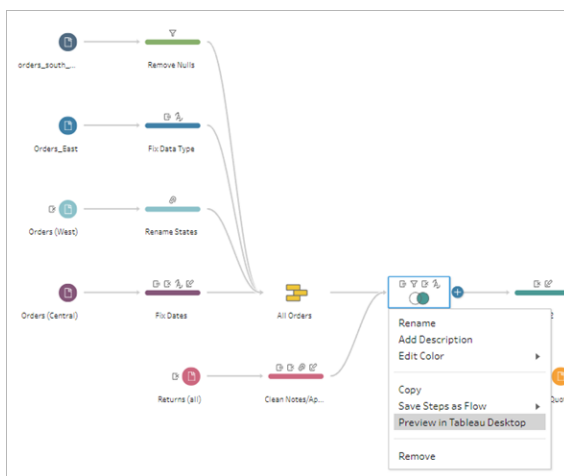 orders_south_...
Remove Nulls
Orders_East
Fix Data Type
Orders (West)
Rename States
Orders (Central)
Fix Dates
All Orders
Returns (all)
Clean Notes/Ap...
Rename
Add Description
Edit Color
Copy
Save Steps as Flow
Preview in Tableau Desktop
Remove